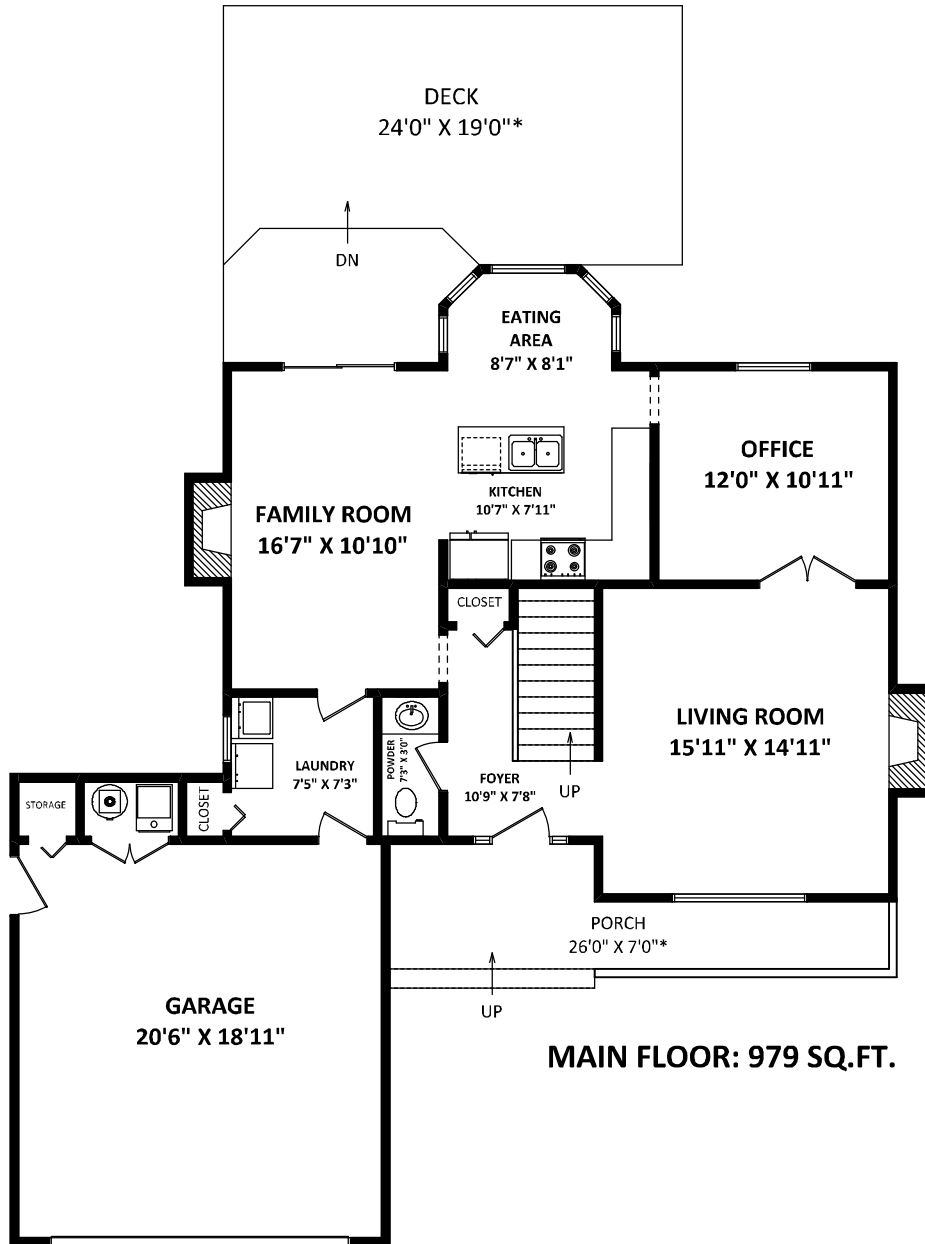 DECK
24'0" X 19'0"*
DN
EATING
AREA
8'7" X 8'1"
OFFICE
12'0" X 10'11"
KITCHEN
10'7" X 7'11"
FAMILY ROOM
16'7" X 10'10"
CLOSET
LIVING ROOM
15'11" X 14'11"
POWDER
7'3" X 3'0"
LAUNDRY
7'5" X 7'3"
FOYER
10'9" X 7'8"
UP
STORAGE
CLOSET
PORCH
26'0" X 7'0"*
UP
GARAGE
20'6" X 18'11"
MAIN FLOOR: 979 SQ.FT.